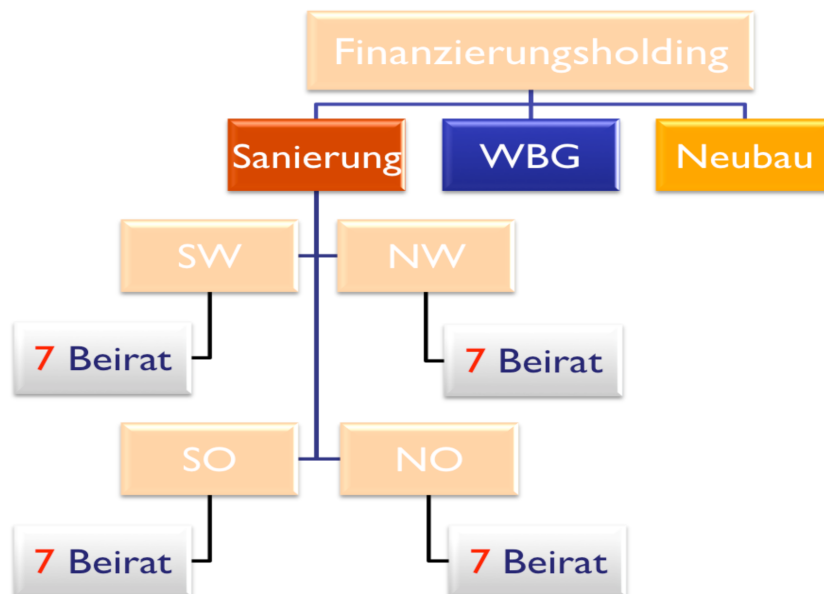 Finanzierungsholding
Sanierung
WBG
Neubau
SW
NW
7 Beirat
7 Beirat
SO
NO
7 Beirat
7 Beirat